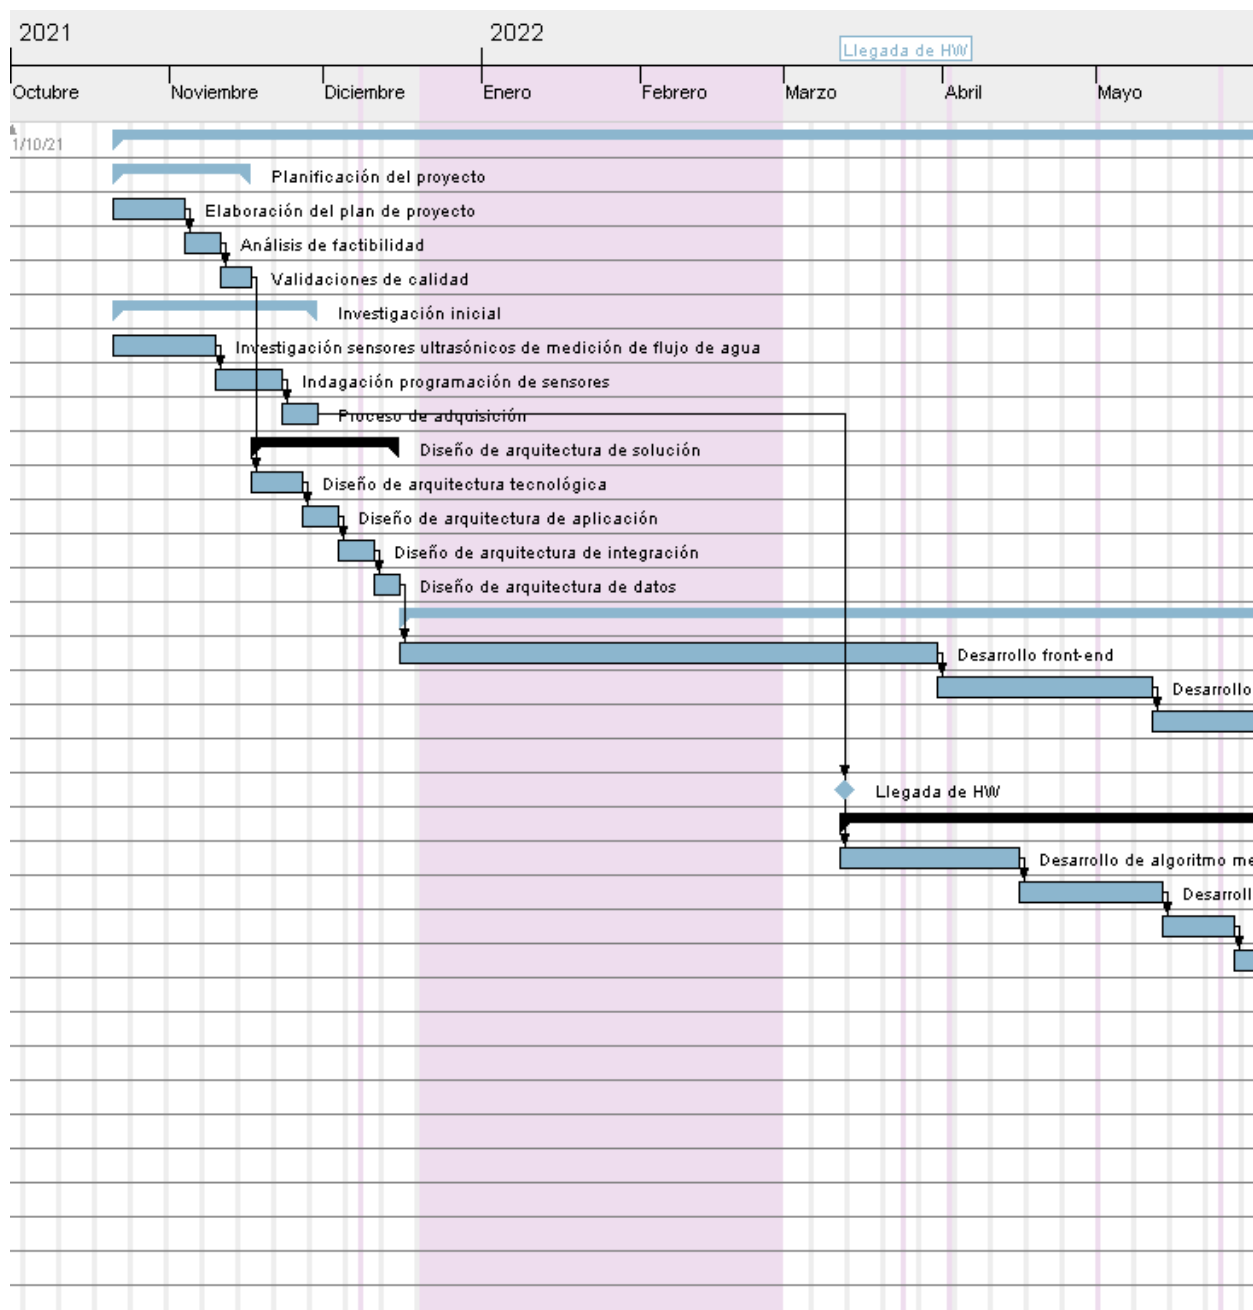 2021
2022
Llegada de HW
Octubre
Noviembre
Diciembre
Enero
Febrero
Marzo
Abril
Mayo
1/10/21
Planificación del proyecto
Elaboración del plan de proyecto
Análisis de factibilidad
Validaciones de calidad
Investigación inicial
Investigación sensores ultrasónicos de medición de flujo de agua
Indagación programación de sensores
Proceso de adquisición
Diseño de arquitectura de solución
Diseño de arquitectura tecnológica
Diseño de arquitectura de aplicación
Diseño de arquitectura de integración
Diseño de arquitectura de datos
Desarrollo front-end
Desarrollo
Llegada de HW
Desarrollo de algoritmo me
Desarroll